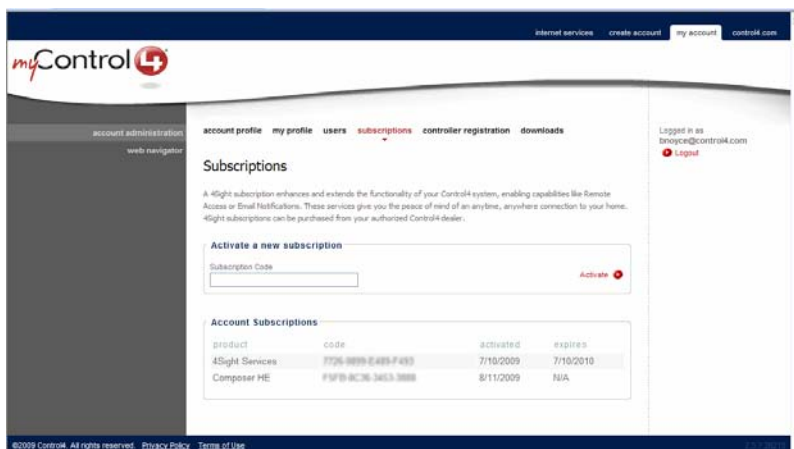 internet services create account my account control4.com
myControl4
account administration
web navigator
account profile my profile users subscriptions controller registration downloads
Logged in as
bnoyce@control4.com
Logout
Subscriptions
A 4Sight subscription enhances and extends the functionality of your Control4 system, enabling capabilities like Remote
Access or Email Notifications. These services give you the peace of mind of an anytime, anywhere connection to your home.
4Sight subscriptions can be purchased from your authorized Control4 dealer.
Activate a new subscription
Subscription Code
Activate
Account Subscriptions
product code activated expires
4Sight Services 7/10/2009 7/10/2010
Composer HE 8/11/2009 N/A
©2009 Control4. All rights reserved. Privacy Policy Terms of Use